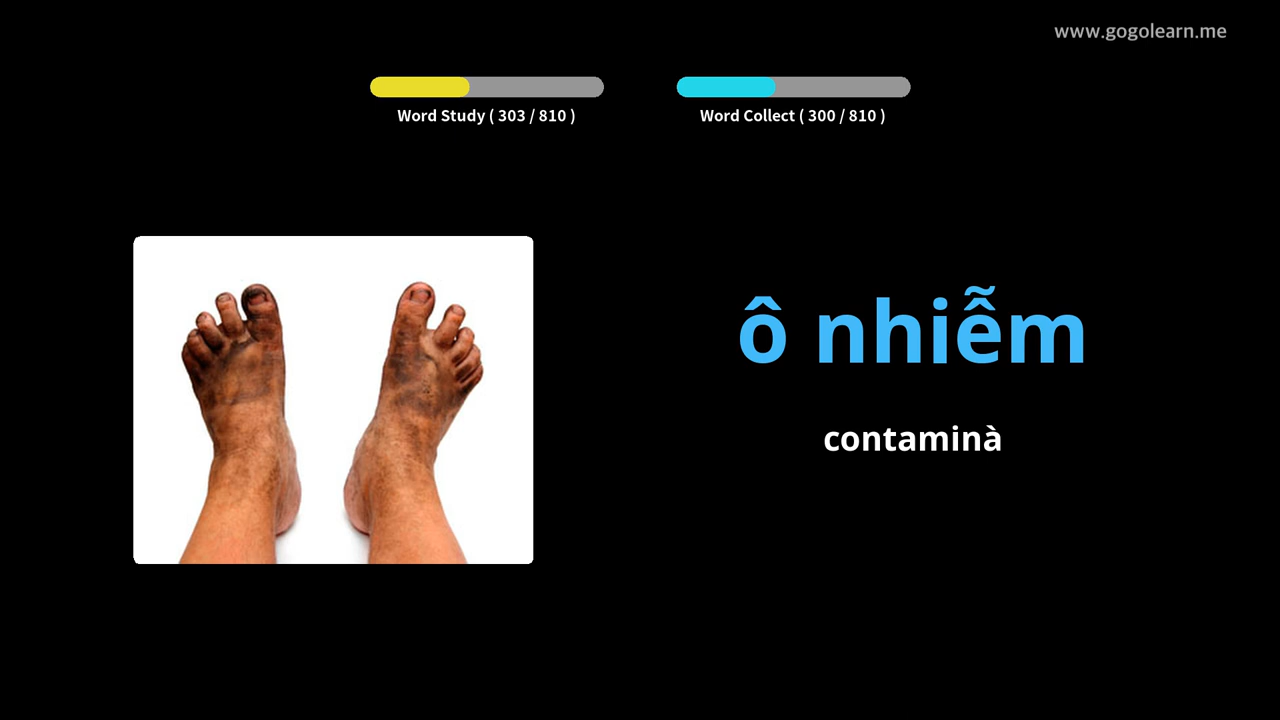 www.gogolearn.me
Word Study ( 303 / 810 )
Word Collect ( 300 / 810 )
ô nhiễm
contaminà